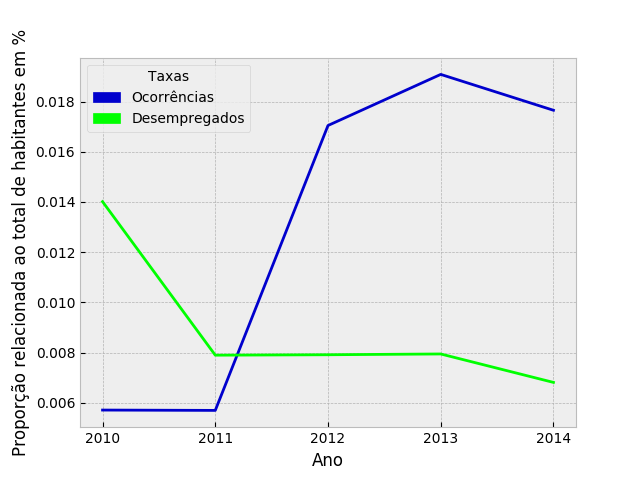 Proporção relacionada ao total de habitantes em %
Taxas
Ocorrências
Desempregados
0.018
0.016
0.014
0.012
0.010
0.008
0.006
2010 2011 2012 2013 2014
Ano